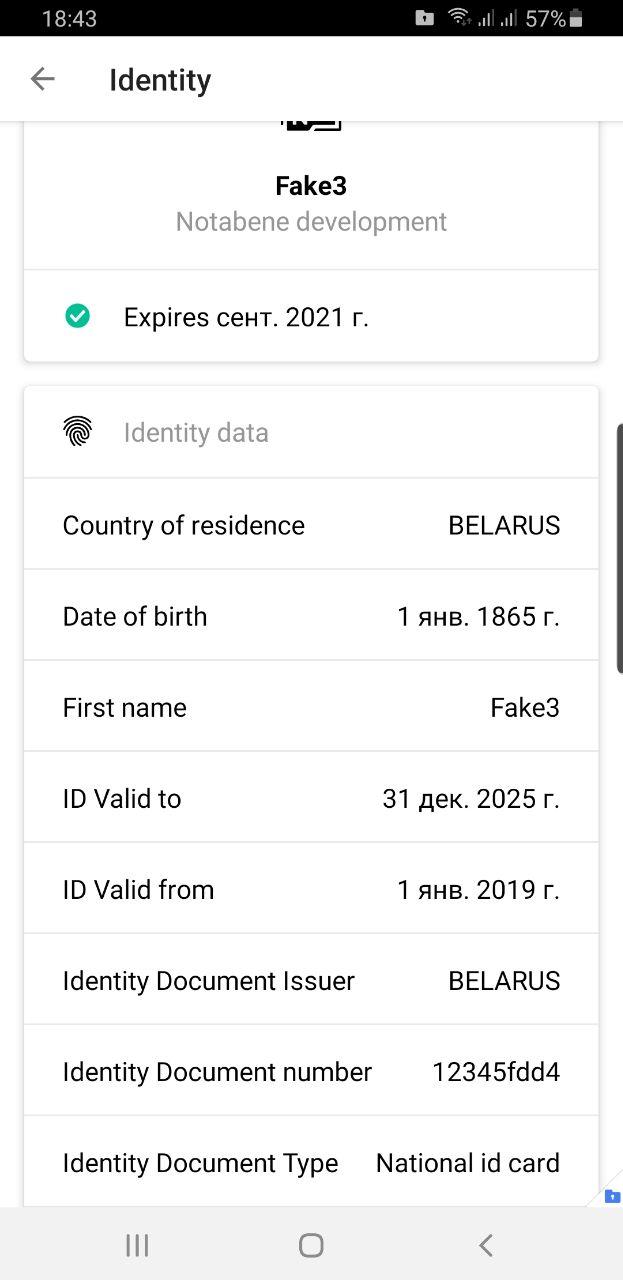 18:43
57%
Identity
Fake3
Notabene development
Expires сент. 2021 г.
Identity data
Country of residence BELARUS
Date of birth 1 янв. 1865 г.
First name Fake3
ID Valid to 31 дек. 2025 г.
ID Valid from 1 янв. 2019 г.
Identity Document Issuer BELARUS
Identity Document number 12345fdd4
Identity Document Type National id card